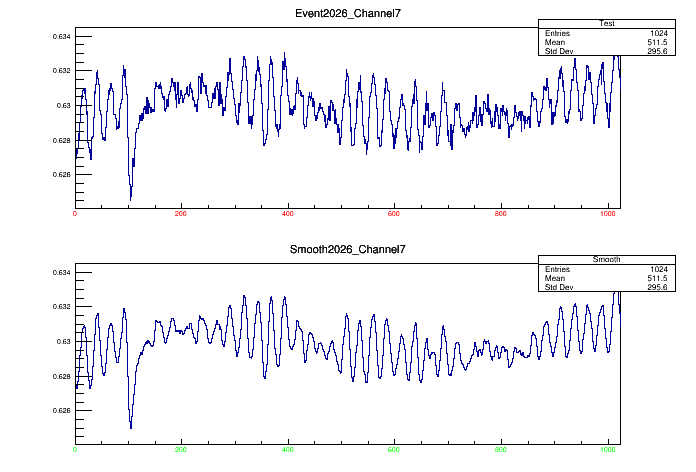 Event2026_Channel7
Test
Entries 1024
Mean 511.5
Std Dev 295.6
0.634
0.632
0.63
0.628
0.626
0 200 400 600 800 1000
Smooth2026_Channel7
Smooth
Entries 1024
Mean 511.5
Std Dev 295.6
0.634
0.632
0.63
0.628
0.626
0 200 400 600 800 1000